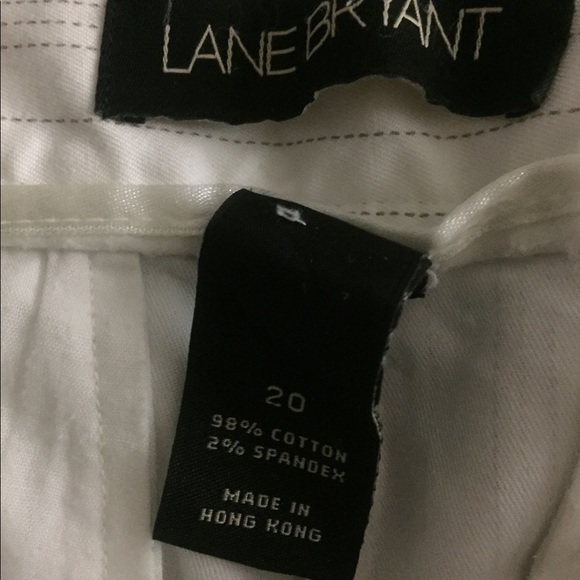 LANE BRYANT
20
98% COTTON
2% SPANDEX
MADE IN
HONG KONG